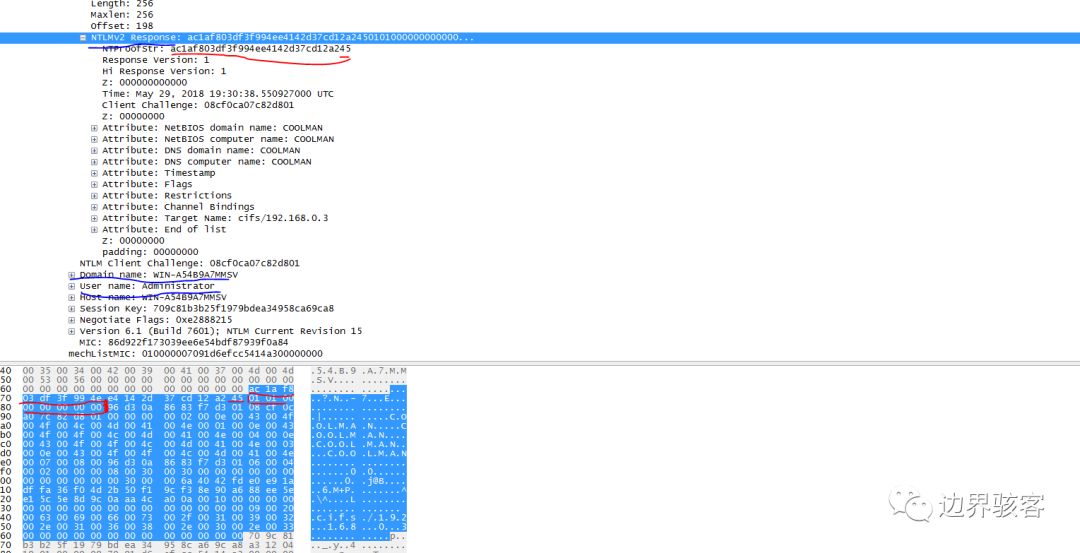 Length: 256
Maxlen: 256
Offset: 198
NTLMv2 Response: ac1af803df3f994ee4142d37cd12a2450101000000000000...
NTProofStr: ac1af803df3f994ee4142d37cd12a245
Response Version: 1
Hi Response Version: 1
Z: 000000000000
Time: May 29, 2018 19:30:38.550927000 UTC
Client Challenge: 08cf0ca07c82d801
Z: 00000000
Attribute: NetBIOS domain name: COOLMAN
Attribute: NetBIOS computer name: COOLMAN
Attribute: DNS domain name: COOLMAN
Attribute: DNS computer name: COOLMAN
Attribute: Timestamp
Attribute: Flags
Attribute: Restrictions
Attribute: Channel Bindings
Attribute: Target Name: cifs/192.168.0.3
Attribute: End of list
Z: 00000000
padding: 00000000
NTLM Client Challenge: 08cf0ca07c82d801
Domain name: WIN-A54B9A7MMSV
User name: Administrator
Host name: WIN-A54B9A7MMSV
Session Key: 709c81b3b25f1979bdea34958ca69ca8
Negotiate Flags: 0xe2888215
Version 6.1 (Build 7601); NTLM Current Revision 15
MIC: 86d922f173039ee6e54bdf87939f0a84
mechListMIC: 010000007091d6efcc5414a300000000
40 00 35 00 34 00 42 00 39 00 41 00 37 00 4d 00 4d .5.4.B.9 .A.7.M.M
50 00 53 00 56 00 00 00 00 00 00 00 00 00 00 00 00 .S.V.... ........
60 00 00 00 00 00 00 00 00 00 00 00 00 00 ac 1a f8 ........ ........
70 03 df 3f 99 4e e4 14 2d 37 cd 12 a2 45 01 01 00 ..?.N..- 7...E...
80 00 00 00 00 00 96 d3 0a 86 83 f7 d3 01 08 cf 0c
90 a0 7c 82 d8 01 00 00 00 00 02 00 0e 00 43 00 4f .|...... .....C.O
a0 00 4f 00 4c 00 4d 00 41 00 4e 00 01 00 0e 00 43 .O.L.M.A .N.....C
b0 00 4f 00 4f 00 4c 00 4d 00 41 00 4e 00 04 00 0e .O.O.L.M .A.N....
c0 00 43 00 4f 00 4f 00 4c 00 4d 00 41 00 4e 00 03 .C.O.O.L .M.A.N..
d0 00 0e 00 43 00 4f 00 4f 00 4c 00 4d 00 41 00 4e ...C.O.O .L.M.A.N
e0 00 07 00 08 00 96 d3 0a 86 83 f7 d3 01 06 00 04 ........ ........
f0 00 02 00 00 00 08 00 30 00 30 00 00 00 00 00 00
00 00 00 00 00 00 30 00 00 6a 40 42 fd e0 e9 1a
10 df fa 36 f0 4d 2b 50 f1 9c f3 8e 90 a6 88 ee 5e
20 e1 5c 5e 8d 9c 0a aa 4c a0 0a 00 10 00 00 00 00
30 00 00 00 00 00 00 00 00 00 00 00 00 09 00 20
40 00 63 00 69 00 66 00 73 00 2f 00 31 00 39 00 32 .c.i.f.s ./.1.9.2
50 00 2e 00 31 00 36 00 38 00 2e 00 30 00 2e 00 33 ...1.6.8 ...0...3
60 00 00 00 00 00 00 00 00 00 00 00 00 00 70 9c 81 ........ .....p..
70 b3 b2 5f 19 79 bd ea 34 95 8c a6 9c a8 a3 12 04 .._.y..4 ........
边界骇客